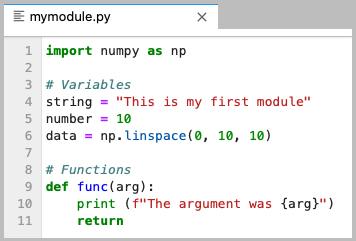 mymodule.py
1 import numpy as np
2
3 # Variables
4 string = "This is my first module"
5 number = 10
6 data = np.linspace(0, 10, 10)
7
8 # Functions
9 def func(arg):
10     print (f"The argument was {arg}")
11     return